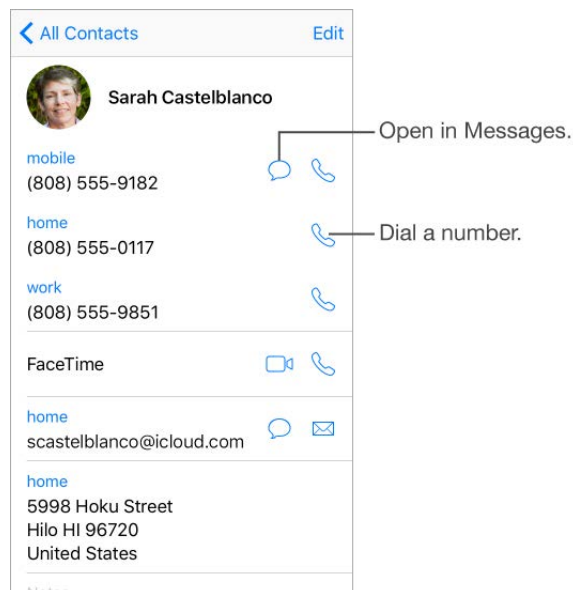 All Contacts Edit
Sarah Castelblanco
Open in Messages.
mobile
(808) 555-9182
home
(808) 555-0117
Dial a number.
work
(808) 555-9851
FaceTime
home
scastelblanco@icloud.com
home
5998 Hoku Street
Hilo HI 96720
United States